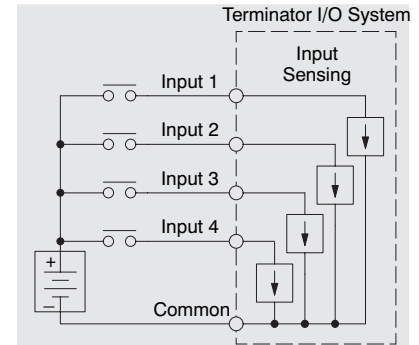 Terminator I/O System
Input
Sensing
Input 1
Input 2
Input 3
Input 4
+
–
Common